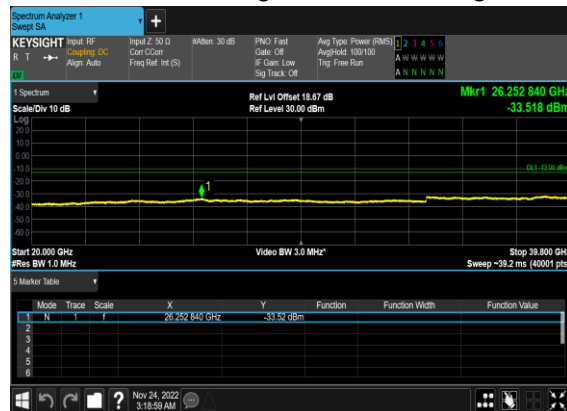 Spectrum Analyzer 1
Swept SA
+
KEYSIGHT Input: RF Input Z: 50 Ω #Atten: 30 dB PNO: Fast Avg Type: Power (RMS) 1 2 3 4 5 6
R T Coupling: DC Corr CCorr Gate: Off Avg|Hold: 100/100 A W W W W W
Align: Auto Freq Ref: Int (S) IF Gain: Low Trig: Free Run
Sig Track: Off A N N N N N
LXI
1 Spectrum Ref Lvl Offset 18.67 dB Mkr1 26.252 840 GHz
Scale/Div 10 dB Ref Level 30.00 dBm -33.518 dBm
Log
20.0
10.0
0.00
-10.0 DL1 -13.00 dBm
-20.0
1
-30.0
-40.0
-50.0
-60.0
Start 20.000 GHz Video BW 3.0 MHz* Stop 39.800 GHz
#Res BW 1.0 MHz Sweep ~39.2 ms (40001 pts)
5 Marker Table
Mode Trace Scale X Y Function Function Width Function Value
1 N 1 f 26.252 840 GHz -33.52 dBm
2
3
4
5
6
? Nov 24, 2022
3:18:59 AM